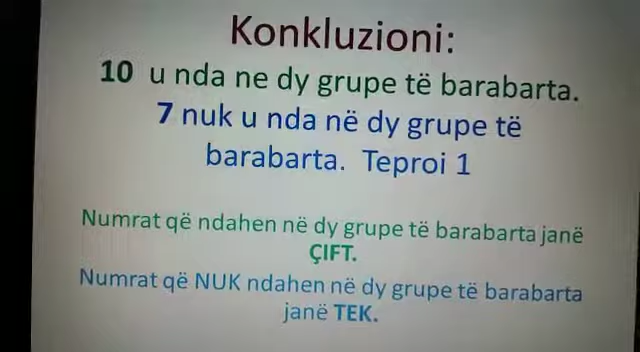 Konkluzioni:
10 u nda ne dy grupe të barabarta.
7 nuk u nda në dy grupe të
barabarta. Teproi 1
Numrat që ndahen në dy grupe të barabarta janë
ÇIFT.
Numrat që NUK ndahen në dy grupe të barabarta
janë TEK.